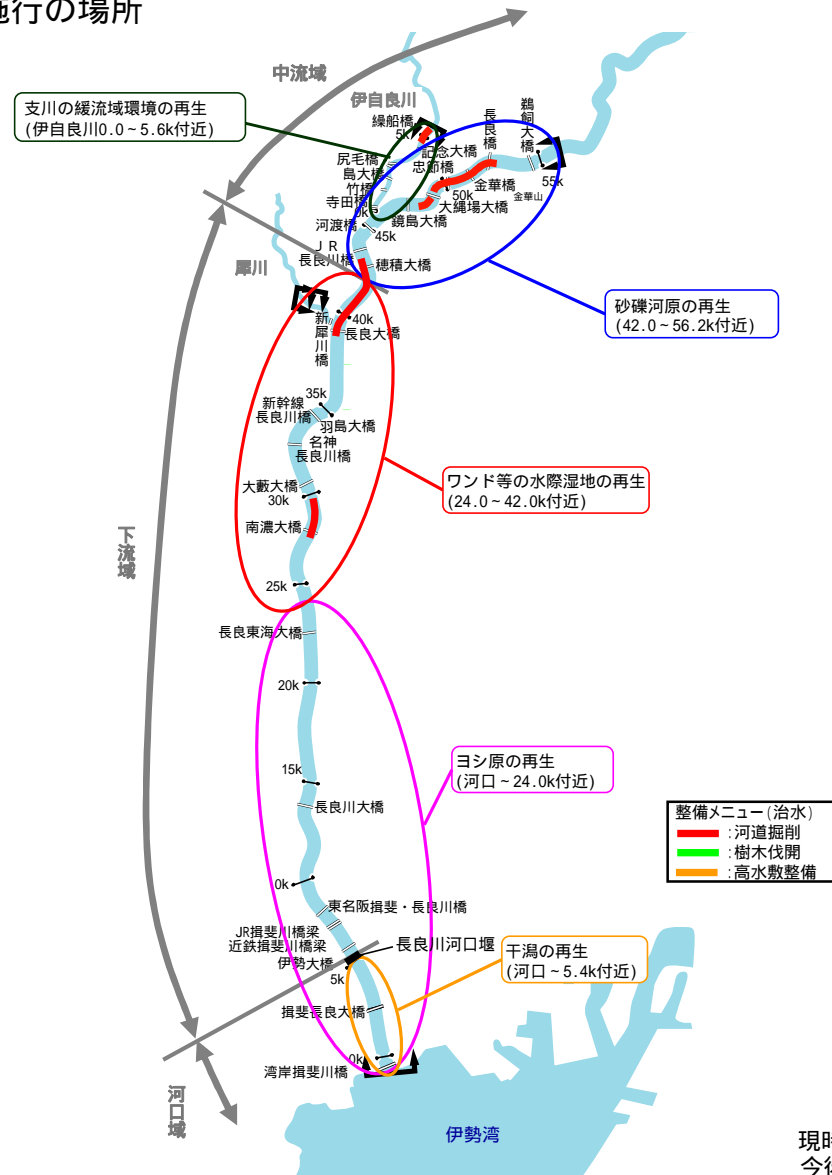 施行の場所
中流域
伊自良川
支川の緩流域環境の再生
(伊自良川0.0~5.6k付近)
繰船橋
5k
記念大橋
忠節橋
長良橋
鵜飼大橋
尻毛橋
島大橋
竹橋
寺田橋
0k
金華橋
50k
55k
金華山
大縄場大橋
鏡島大橋
河渡橋
45k
JR
長良川橋
穂積大橋
犀川
砂礫河原の再生
(42.0~56.2k付近)
新犀川橋
40k
長良大橋
35k
新幹線
長良川橋
羽島大橋
名神
長良川橋
大藪大橋
30k
ワンド等の水際湿地の再生
(24.0~42.0k付近)
南濃大橋
下流域
25k
長良東海大橋
20k
15k
ヨシ原の再生
(河口~24.0k付近)
長良川大橋
整備メニュー(治水)
:河道掘削
:樹木伐開
:高水敷整備
0k
東名阪揖斐・長良川橋
JR揖斐川橋梁
近鉄揖斐川橋梁
長良川河口堰
伊勢大橋
5k
干潟の再生
(河口~5.4k付近)
揖斐長良大橋
0k
湾岸揖斐川橋
河口域
伊勢湾
現時
今後